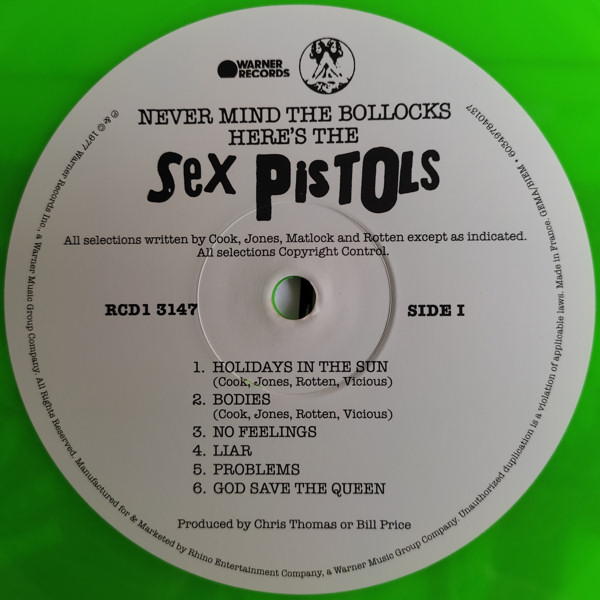 WARNER
RECORDS
NEVER MIND THE BOLLOCKS
HERE'S THE
Sex PisTOLs
All selections written by Cook, Jones, Matlock and Rotten except as indicated.
All selections Copyright Control.
RCD1 3147
SIDE I
1. HOLIDAYS IN THE SUN
(Cook, Jones, Rotten, Vicious)
2. BODIES
(Cook, Jones, Rotten, Vicious)
3. NO FEELINGS
4. LIAR
5. PROBLEMS
6. GOD SAVE THE QUEEN
Produced by Chris Thomas or Bill Price
℗ & © 1977 Warner Records Inc., a Warner Music Group Company. All Rights Reserved. Manufactured for & Marketed by Rhino Entertainment Company, a Warner Music Group Company. Unauthorized duplication is a violation of applicable laws. Made in France. GEMA/BIEM • 603497840137